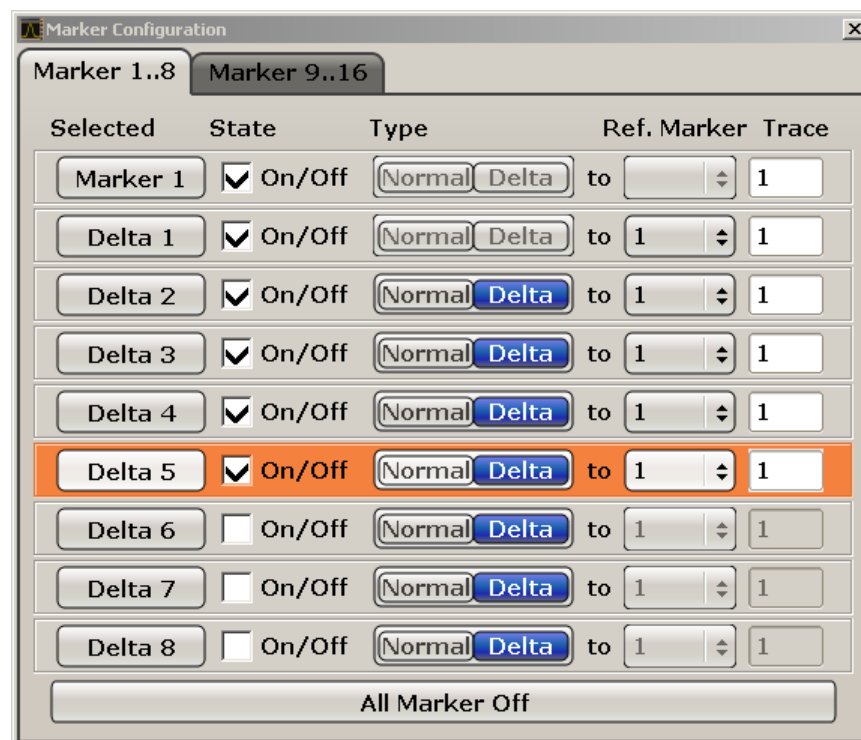 Marker Configuration
Marker 1..8 Marker 9..16
Selected State Type Ref. Marker Trace
Marker 1 On/Off Normal Delta to 1
Delta 1 On/Off Normal Delta to 1 1
Delta 2 On/Off Normal Delta to 1 1
Delta 3 On/Off Normal Delta to 1 1
Delta 4 On/Off Normal Delta to 1 1
Delta 5 On/Off Normal Delta to 1 1
Delta 6 On/Off Normal Delta to 1 1
Delta 7 On/Off Normal Delta to 1 1
Delta 8 On/Off Normal Delta to 1 1
All Marker Off